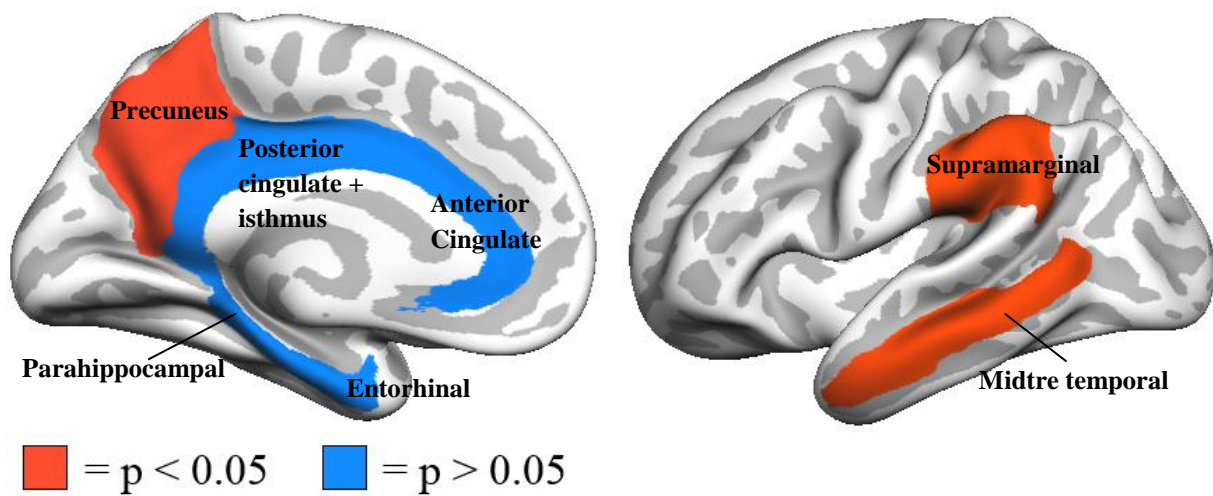 Precuneus
Posterior
cingulate +
isthmus
Anterior
Cingulate
Parahippocampal
Entorhinal
Supramarginal
Midtre temporal
= p < 0.05
= p > 0.05